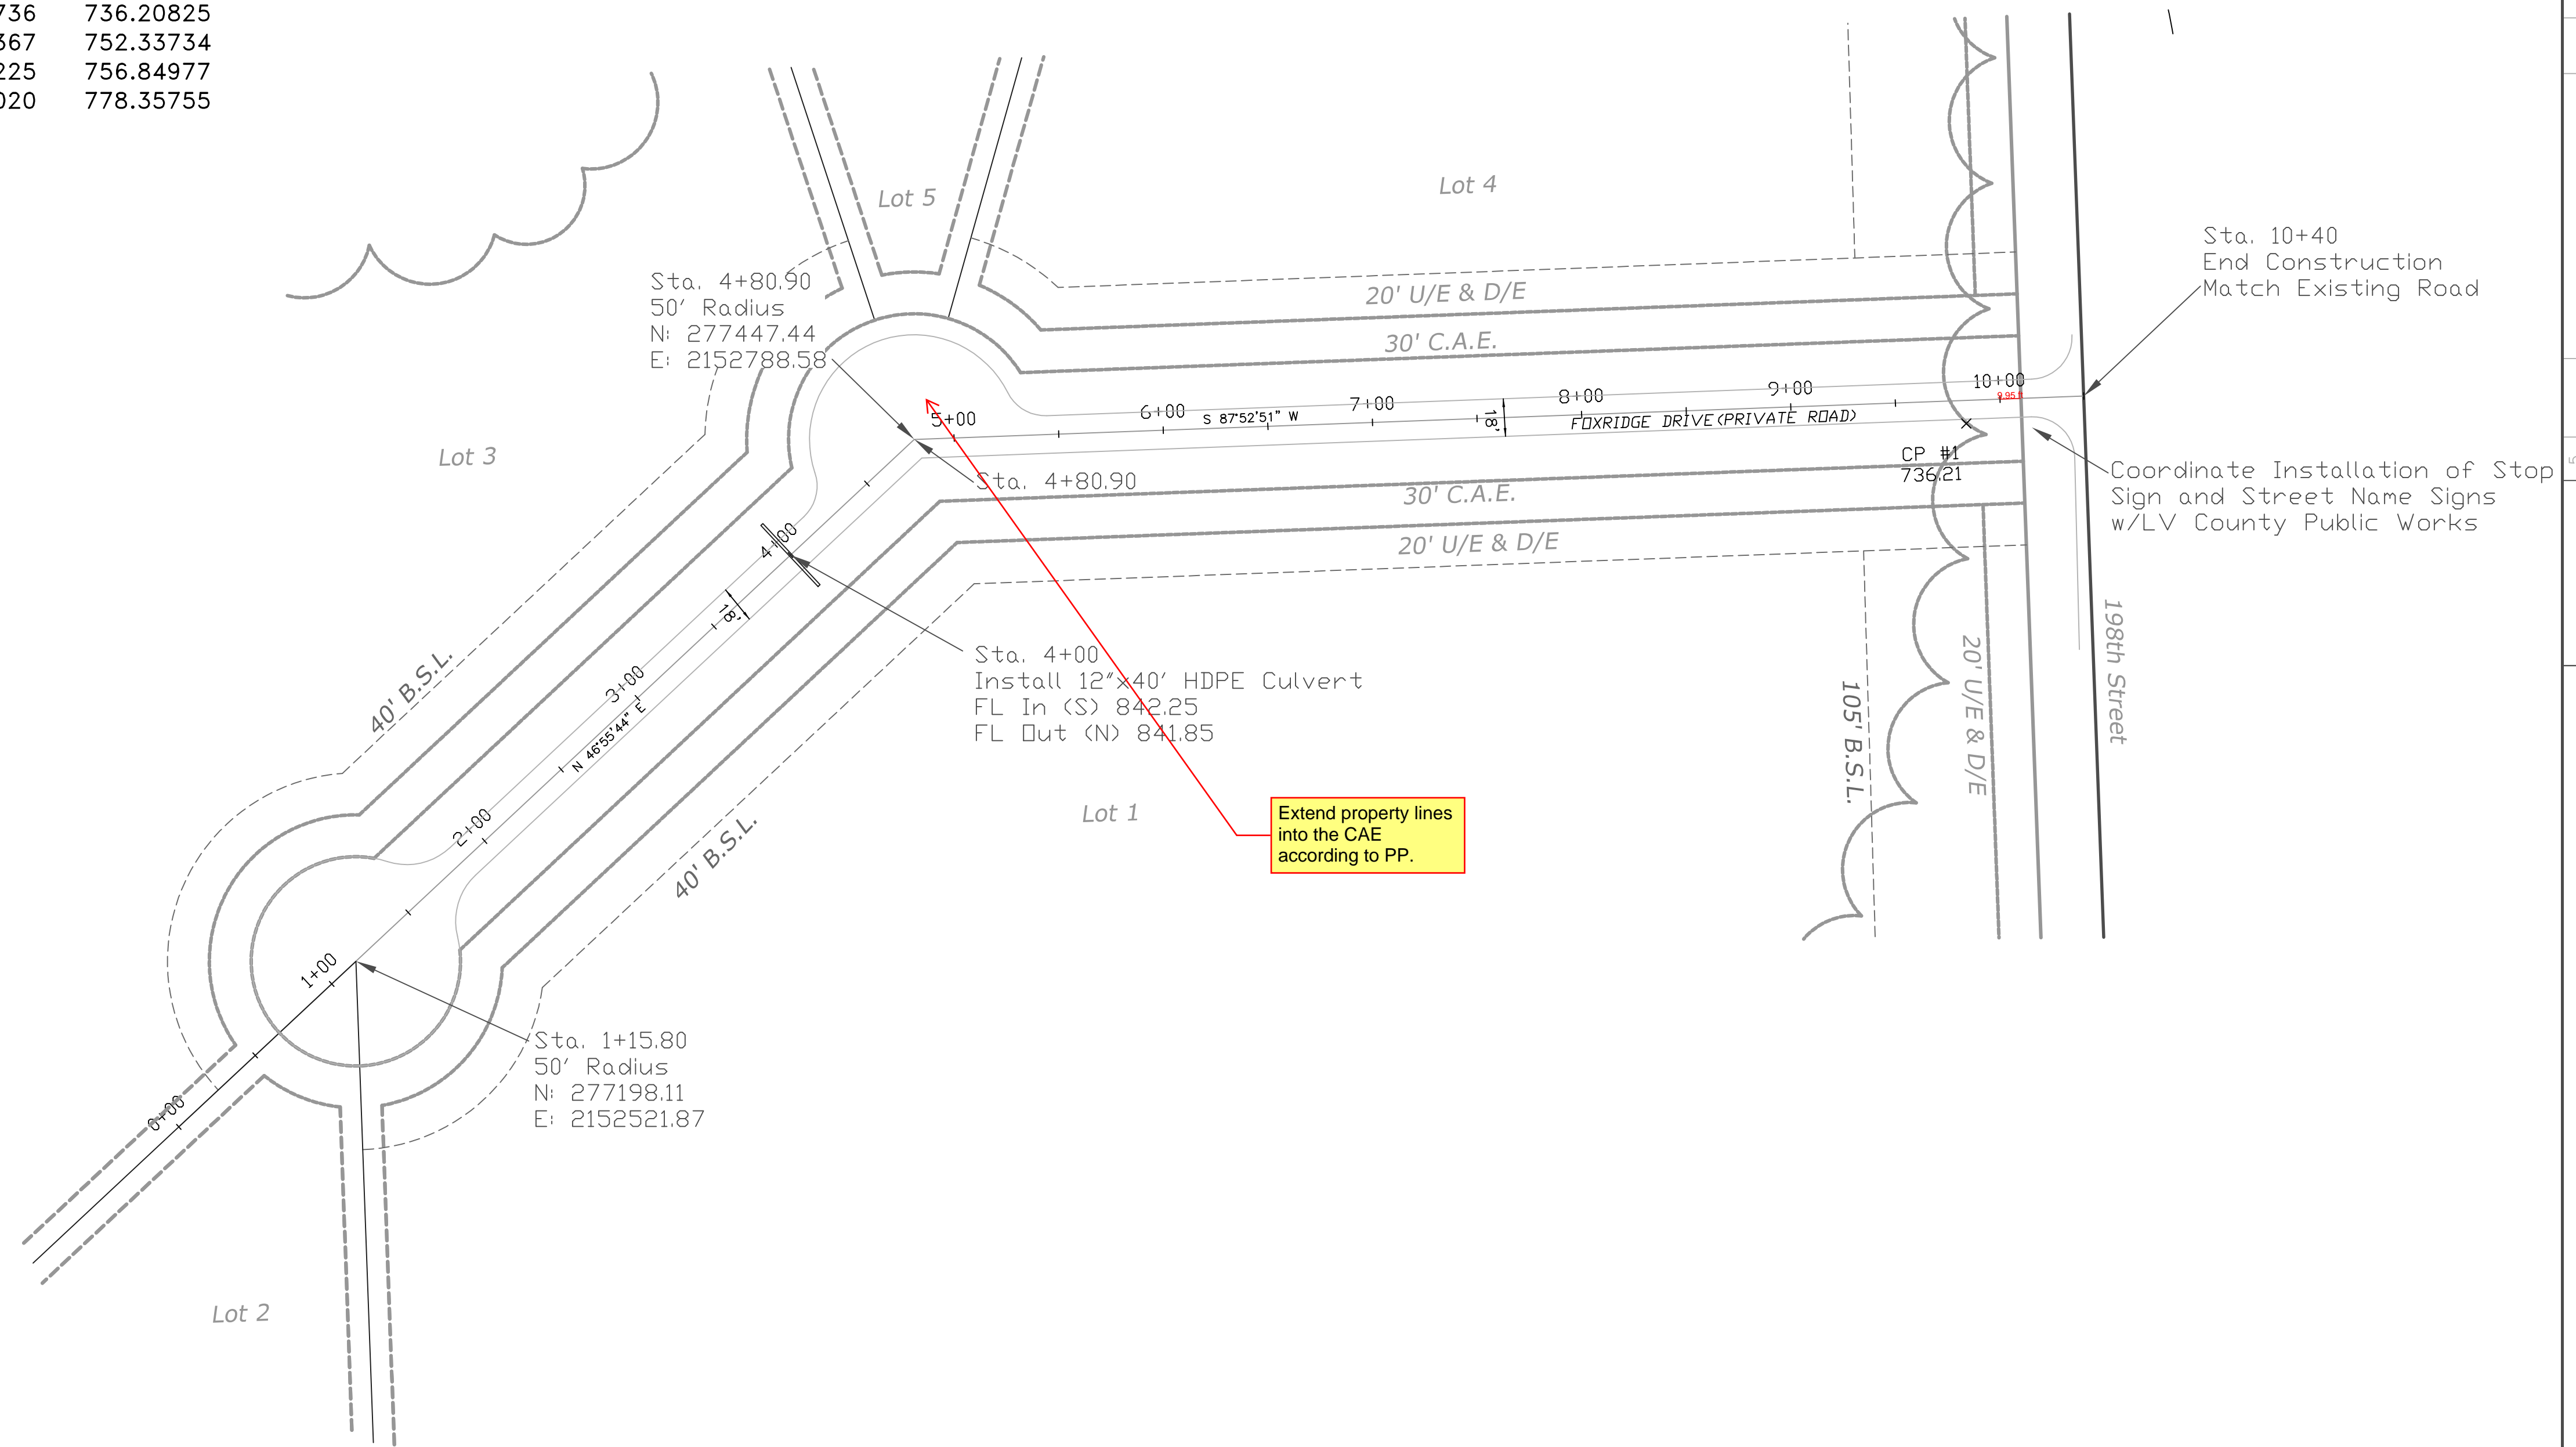 736 736.20825
367 752.33734
225 756.84977
020 778.35755
Lot 5
Lot 4
Sta. 10+40
End Construction
Match Existing Road
Sta. 4+80.90
50' Radius
N: 277447.44
E: 2152788.58
20' U/E & D/E
30' C.A.E.
5+00
6+00
S 87°52'51" W
7+00
18'
8+00
FOXRIDGE DRIVE(PRIVATE ROAD)
9+00
10+00
9.95 ft
Lot 3
CP #1
736.21
Sta. 4+80.90
30' C.A.E.
20' U/E & D/E
Coordinate Installation of Stop
Sign and Street Name Signs
w/LV County Public Works
4+00
18'
Sta. 4+00
Install 12"x40' HDPE Culvert
FL In (S) 842.25
FL Out (N) 841.85
40' B.S.L.
3+00
N 46°55'44" E
105' B.S.L.
20' U/E & D/E
198th Street
2+00
40' B.S.L.
Lot 1
Extend property lines
into the CAE
according to PP.
1+00
0+00
Sta. 1+15.80
50' Radius
N: 277198.11
E: 2152521.87
Lot 2